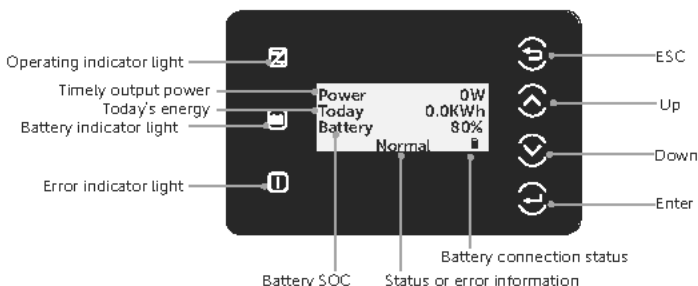 Operating indicator light
Timely output power
Today's energy
Battery indicator light
Error indicator light
Power 0W
Today 0.0KWh
Battery 80%
Normal
ESC
Up
Down
Enter
Battery connection status
Battery SOC
Status or error information